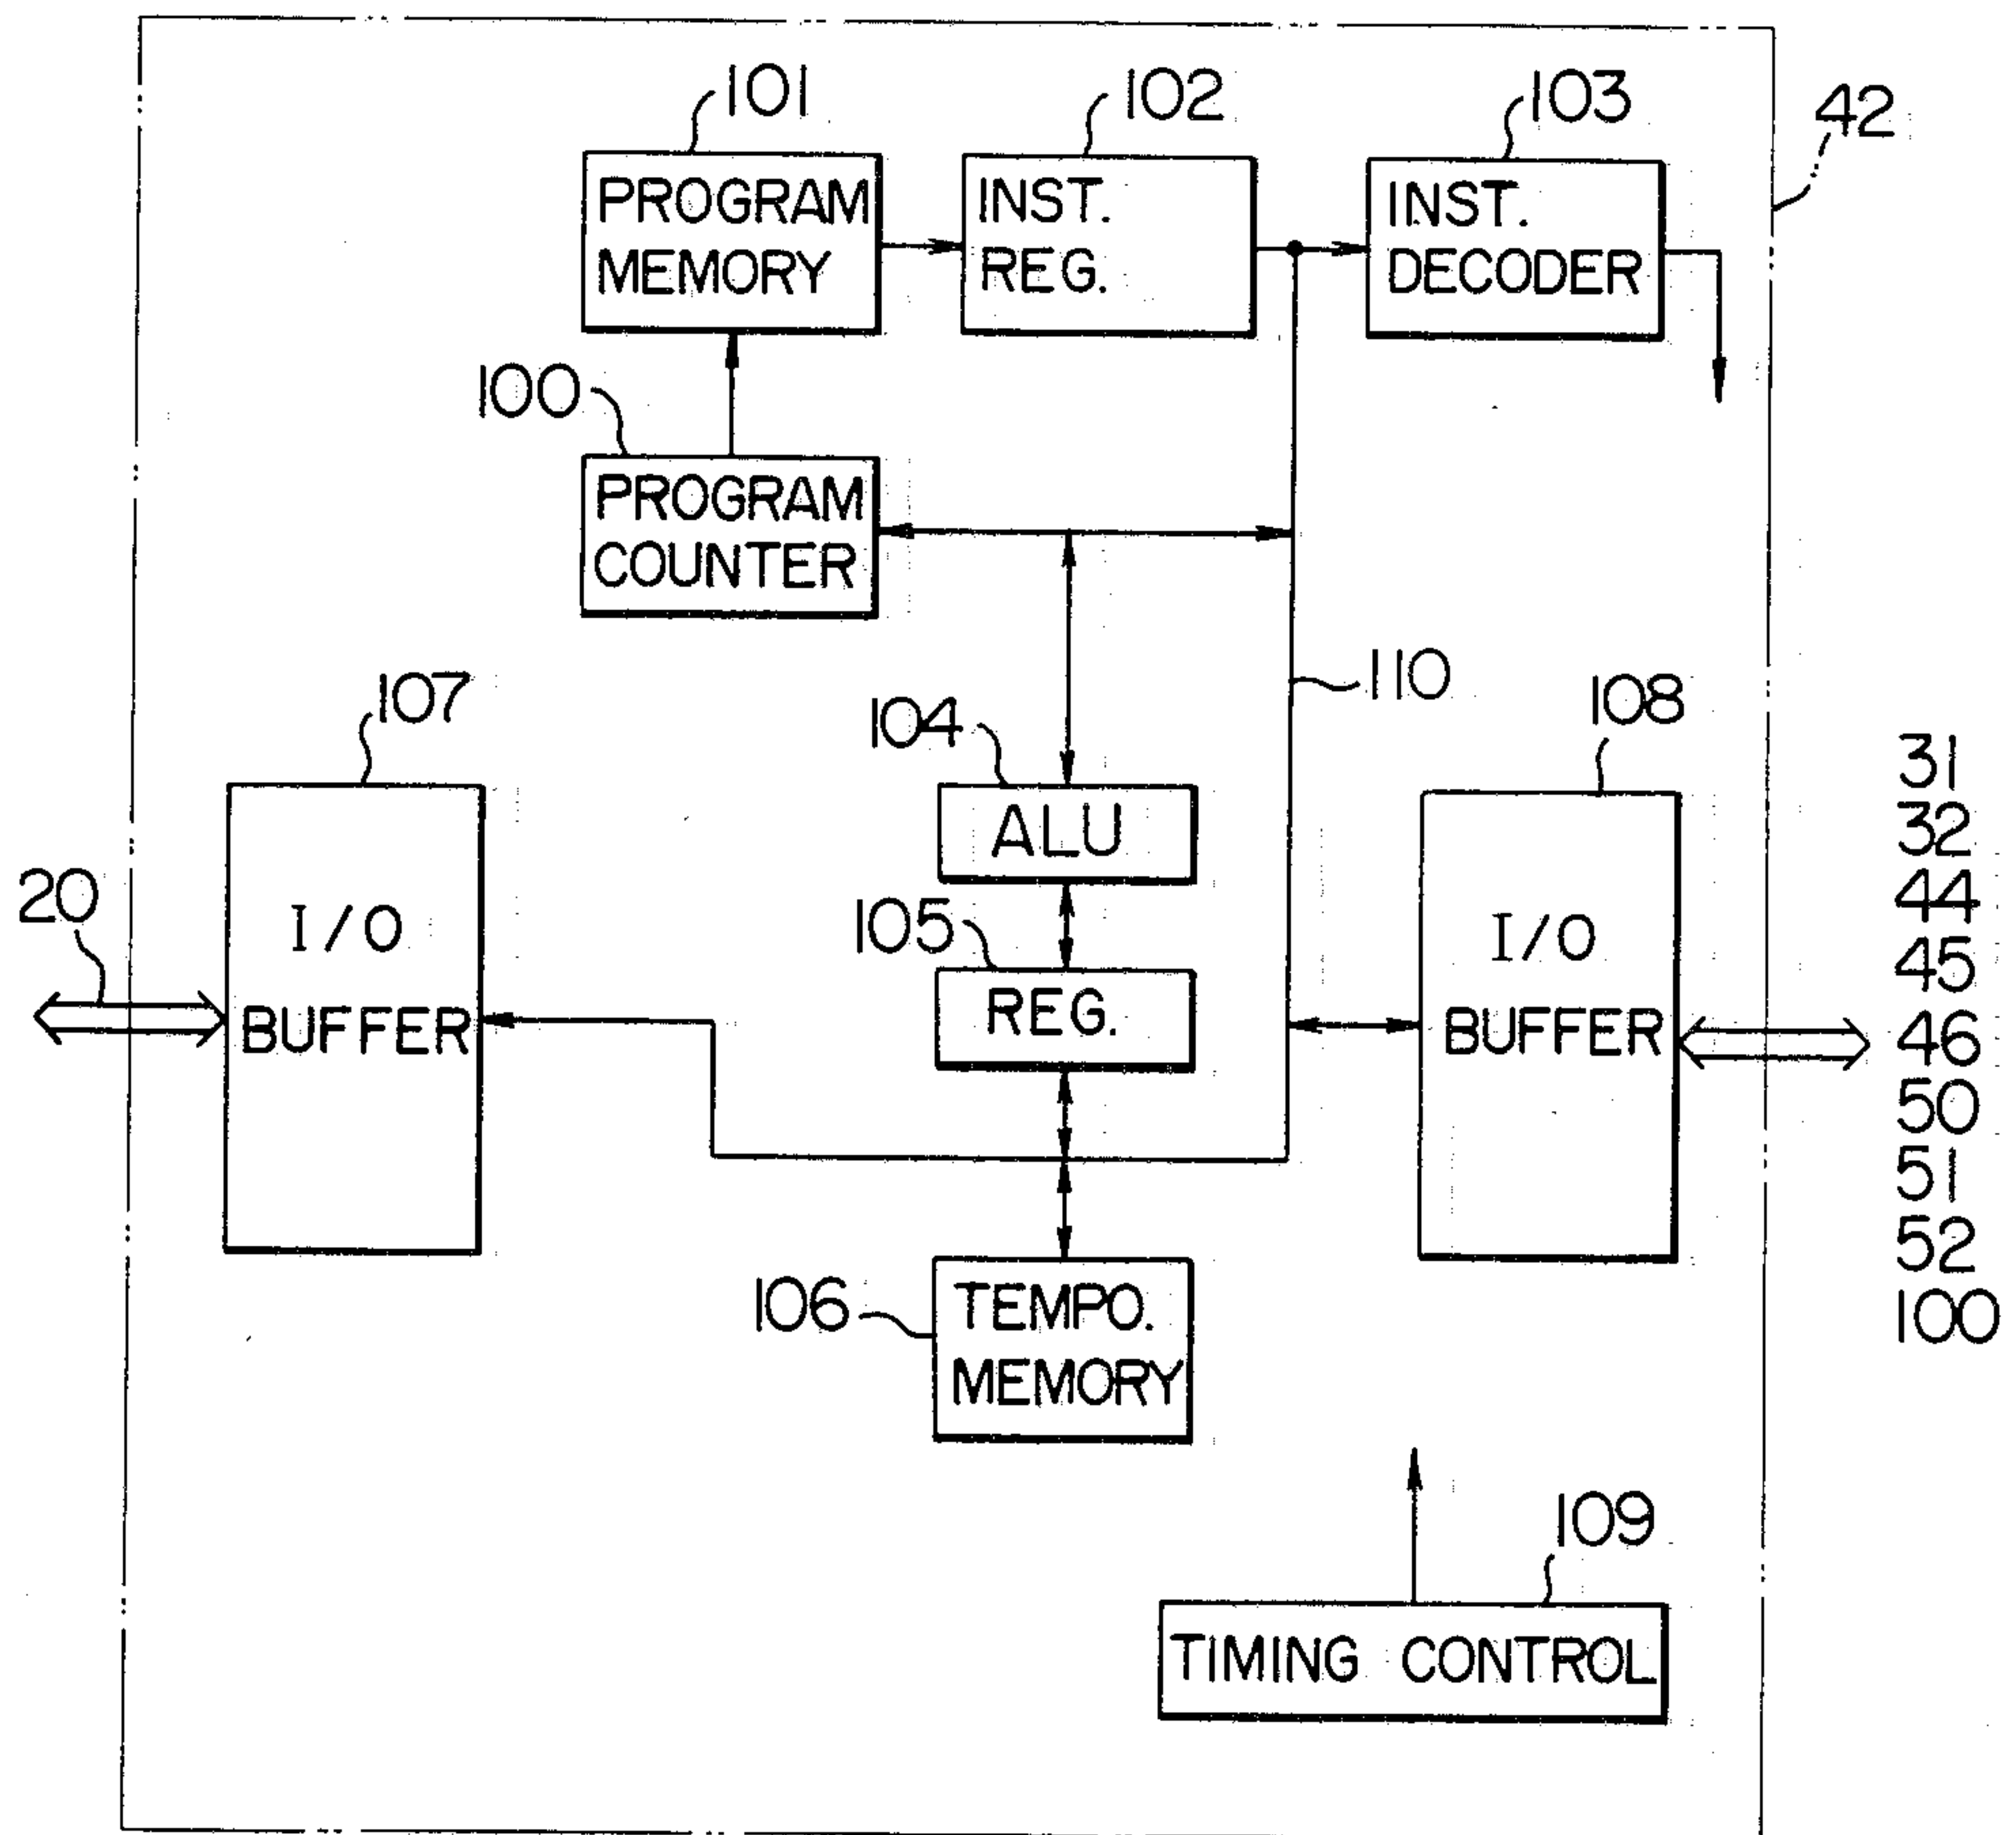 101
102
103
42
PROGRAM
MEMORY
INST.
REG.
INST.
DECODER
100
PROGRAM
COUNTER
107
104
110
108
ALU
20
I/O
BUFFER
105
REG.
I/O
BUFFER
31
32
44
45
46
50
51
52
100
106
TEMPO.
MEMORY
109
TIMING CONTROL